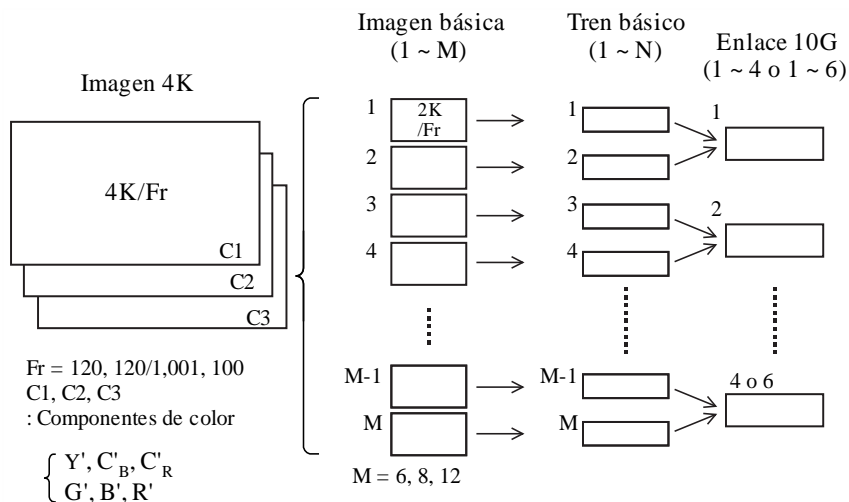 Imagen 4K
4K/Fr
C1
C2
C3
Fr = 120, 120/1,001, 100
C1, C2, C3
: Componentes de color
Y', C'B, C'R
G', B', R'
Imagen básica
(1 ~ M)
1
2K
/Fr
2
3
4
M-1
M
M = 6, 8, 12
Tren básico
(1 ~ N)
1
2
3
4
M-1
M
Enlace 10G
(1 ~ 4 o 1 ~ 6)
1
2
4 o 6